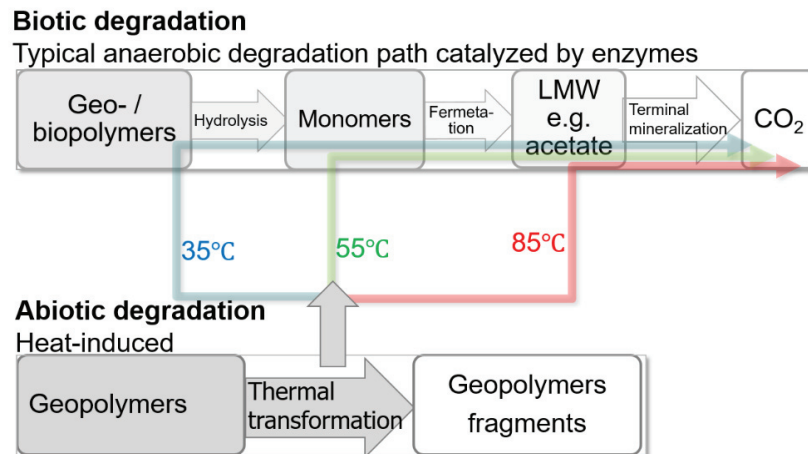 Biotic degradation
Typical anaerobic degradation path catalyzed by enzymes
Geo- /
biopolymers
Hydrolysis
Monomers
Fermeta-
tion
LMW
e.g.
acetate
Terminal
mineralization
CO₂
35℃
55℃
85℃
Abiotic degradation
Heat-induced
Geopolymers
Thermal
transformation
Geopolymers
fragments